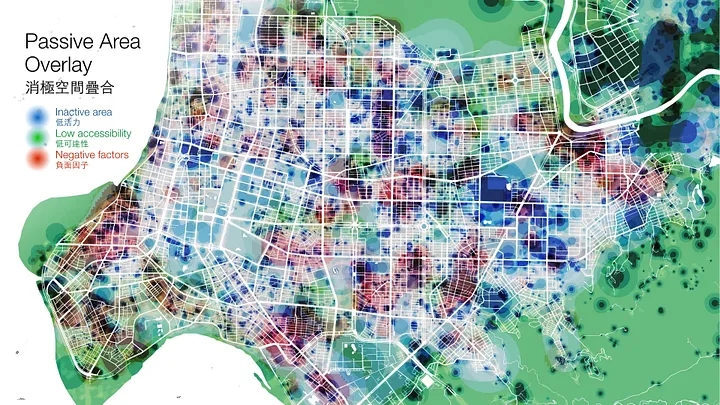 Passive Area
Overlay
消極空間疊合
Inactive area
低活力
Low accessibility
低可達性
Negative factors
負面因子